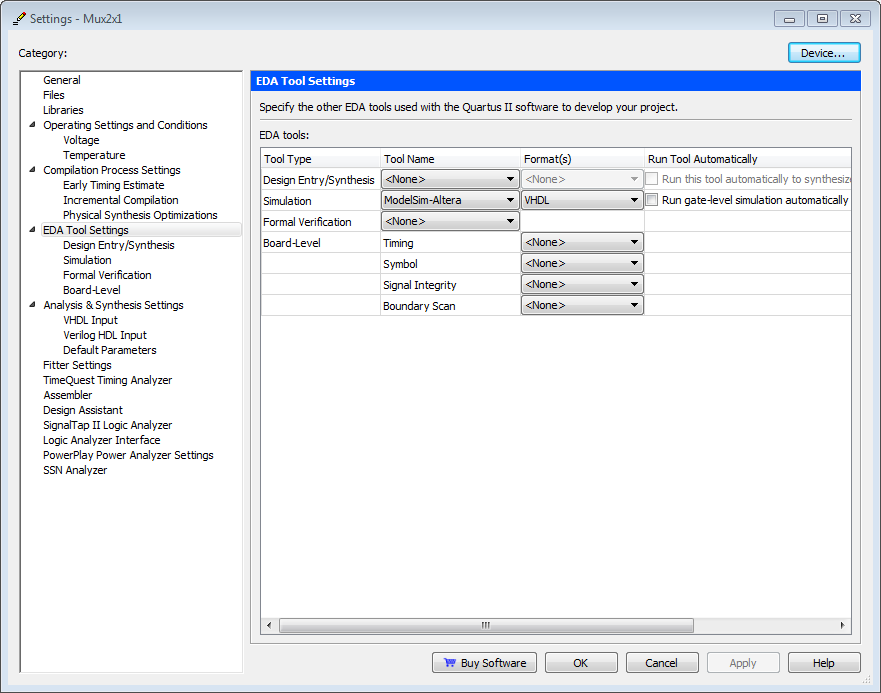 Settings - Mux2x1
Category:
Device...
General
Files
Libraries
Operating Settings and Conditions
Voltage
Temperature
Compilation Process Settings
Early Timing Estimate
Incremental Compilation
Physical Synthesis Optimizations
EDA Tool Settings
Design Entry/Synthesis
Simulation
Formal Verification
Board-Level
Analysis & Synthesis Settings
VHDL Input
Verilog HDL Input
Default Parameters
Fitter Settings
TimeQuest Timing Analyzer
Assembler
Design Assistant
SignalTap II Logic Analyzer
Logic Analyzer Interface
PowerPlay Power Analyzer Settings
SSN Analyzer
EDA Tool Settings
Specify the other EDA tools used with the Quartus II software to develop your project.
EDA tools:
Tool Type Tool Name Format(s) Run Tool Automatically
Design Entry/Synthesis <None> <None> Run this tool automatically to synthesize
Simulation ModelSim-Altera VHDL Run gate-level simulation automatically
Formal Verification <None>
Board-Level Timing <None>
Symbol <None>
Signal Integrity <None>
Boundary Scan <None>
Buy Software OK Cancel Apply Help